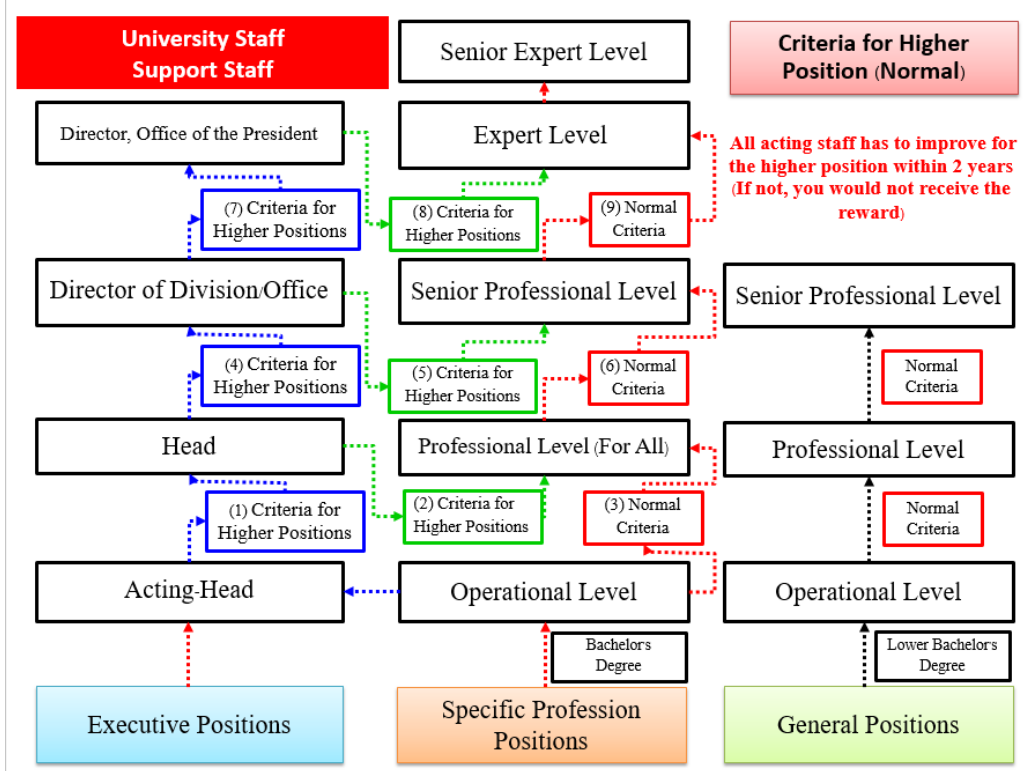 University Staff
Support Staff
Senior Expert Level
Criteria for Higher
Position (Normal)
Director, Office of the President
Expert Level
All acting staff has to improve for
the higher position within 2 years
(If not, you would not receive the
reward)
(7) Criteria for
Higher Positions
(8) Criteria for
Higher Positions
(9) Normal
Criteria
Director of Division/Office
Senior Professional Level
Senior Professional Level
(4) Criteria for
Higher Positions
(5) Criteria for
Higher Positions
(6) Normal
Criteria
Normal
Criteria
Head
Professional Level (For All)
Professional Level
(1) Criteria for
Higher Positions
(2) Criteria for
Higher Positions
(3) Normal
Criteria
Normal
Criteria
Acting-Head
Operational Level
Operational Level
Bachelor's
Degree
Lower Bachelor's
Degree
Executive Positions
Specific Profession
Positions
General Positions